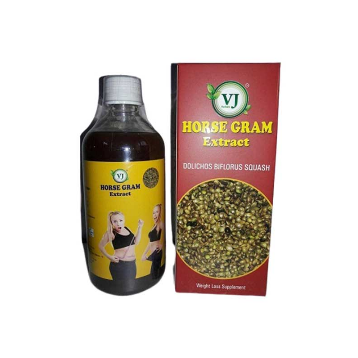 VJ
HORSE GRAM
Extract
VJ
HORSE GRAM
Extract
DOLICHOS BIFLORUS SQUASH
Weight Loss Supplement